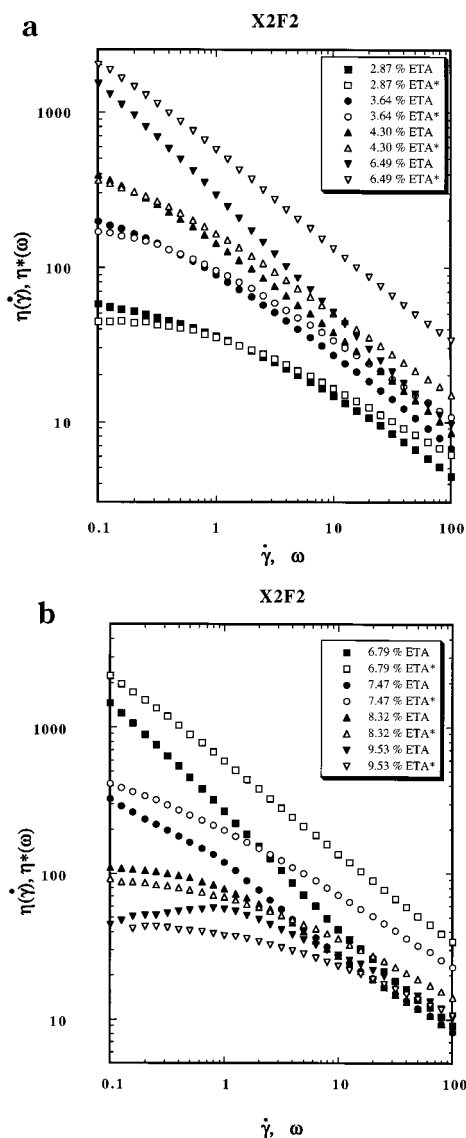 a
X2F2
2.87 % ETA
2.87 % ETA*
3.64 % ETA
3.64 % ETA*
4.30 % ETA
4.30 % ETA*
6.49 % ETA
6.49 % ETA*
η(γ̇), η*(ω)
1000
100
10
0.1
1
10
100
γ̇, ω
b
X2F2
6.79 % ETA
6.79 % ETA*
7.47 % ETA
7.47 % ETA*
8.32 % ETA
8.32 % ETA*
9.53 % ETA
9.53 % ETA*
η(γ̇), η*(ω)
1000
100
10
0.1
1
10
100
γ̇, ω